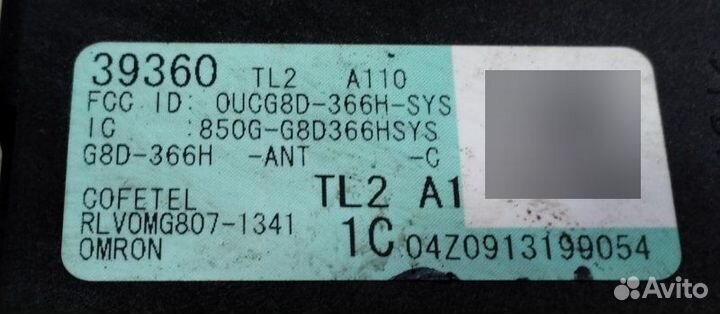 39360 TL2 A110
FCC ID: OUCG8D-366H-SYS
IC :850G-G8D366HSYS
G8D-366H -ANT -C
COFETEL TL2 A1
RLVOMG807-1341
OMRON 1C 04Z0913199054
Avito